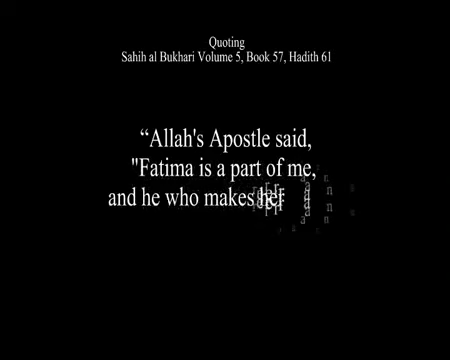 Quoting
Sahih al Bukhari Volume 5, Book 57, Hadith 61
“Allah's Apostle said,
"Fatima is a part of me,
and he who makes her